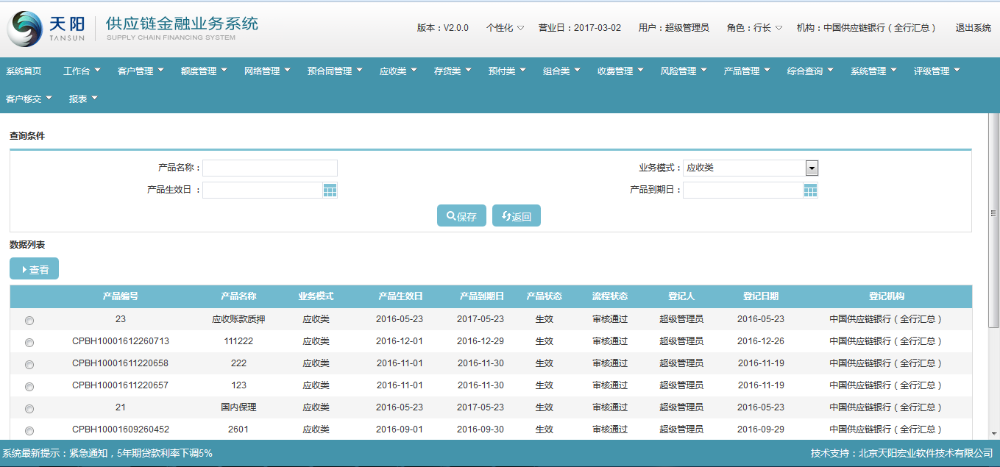 天阳 TANSUN 供应链金融业务系统 SUPPLY CHAIN FINANCING SYSTEM 版本：V2.0.0 个性化 营业日：2017-03-02 用户：超级管理员 角色：行长 机构：中国供应链银行（全行汇总） 退出系统
系统首页 工作台 客户管理 额度管理 网络管理 预合同管理 应收类 存货类 预付类 组合类 收费管理 风险管理 产品管理 综合查询 系统管理 评级管理
客户移交 报表
查询条件
产品名称： 业务模式： 应收类
产品生效日 ： 产品到期日：
保存 返回
数据列表
查看
产品编号 产品名称 业务模式 产品生效日 产品到期日 产品状态 流程状态 登记人 登记日期 登记机构
23 应收账款质押 应收类 2016-05-23 2017-05-23 生效 审核通过 超级管理员 2016-05-23 中国供应链银行（全行汇总）
CPBH10001612260713 111222 应收类 2016-12-01 2016-12-29 生效 审核通过 超级管理员 2016-12-26 中国供应链银行（全行汇总）
CPBH10001611220658 222 应收类 2016-11-01 2016-11-30 生效 审核通过 超级管理员 2016-11-19 中国供应链银行（全行汇总）
CPBH10001611220657 123 应收类 2016-11-01 2016-11-30 生效 审核通过 超级管理员 2016-11-19 中国供应链银行（全行汇总）
21 国内保理 应收类 2016-05-23 2017-05-23 生效 审核通过 超级管理员 2016-05-23 中国供应链银行（全行汇总）
CPBH10001609260452 2601 应收类 2016-09-01 2016-09-30 生效 审核通过 超级管理员 2016-09-29 中国供应链银行（全行汇总）
系统最新提示：紧急通知，5年期贷款利率下调5% 技术支持：北京天阳宏业软件技术有限公司